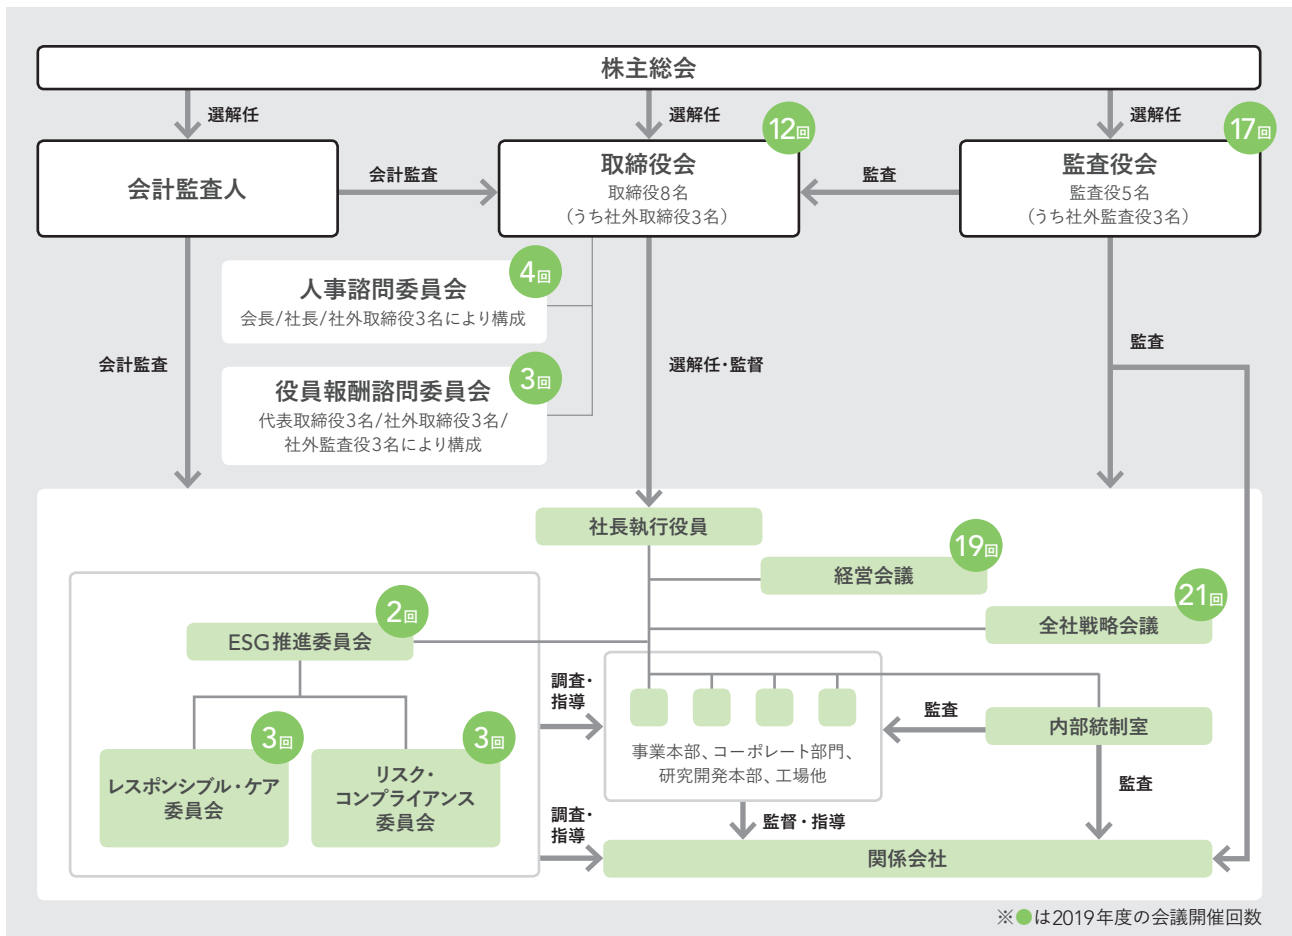 株主総会
選解任
選解任
選解任
12回
17回
会計監査人
会計監査
取締役会
取締役8名
（うち社外取締役3名）
監査
監査役会
監査役5名
（うち社外監査役3名）
4回
人事諮問委員会
会長/社長/社外取締役3名により構成
会計監査
選解任・監督
監査
3回
役員報酬諮問委員会
代表取締役3名/社外取締役3名/
社外監査役3名により構成
社長執行役員
19回
経営会議
21回
全社戦略会議
2回
ESG推進委員会
調査・
指導
3回
レスポンシブル・ケア
委員会
3回
リスク・
コンプライアンス
委員会
事業本部、コーポレート部門、
研究開発本部、工場他
監査
内部統制室
監査
調査・
指導
監督・指導
関係会社
※●は2019年度の会議開催回数